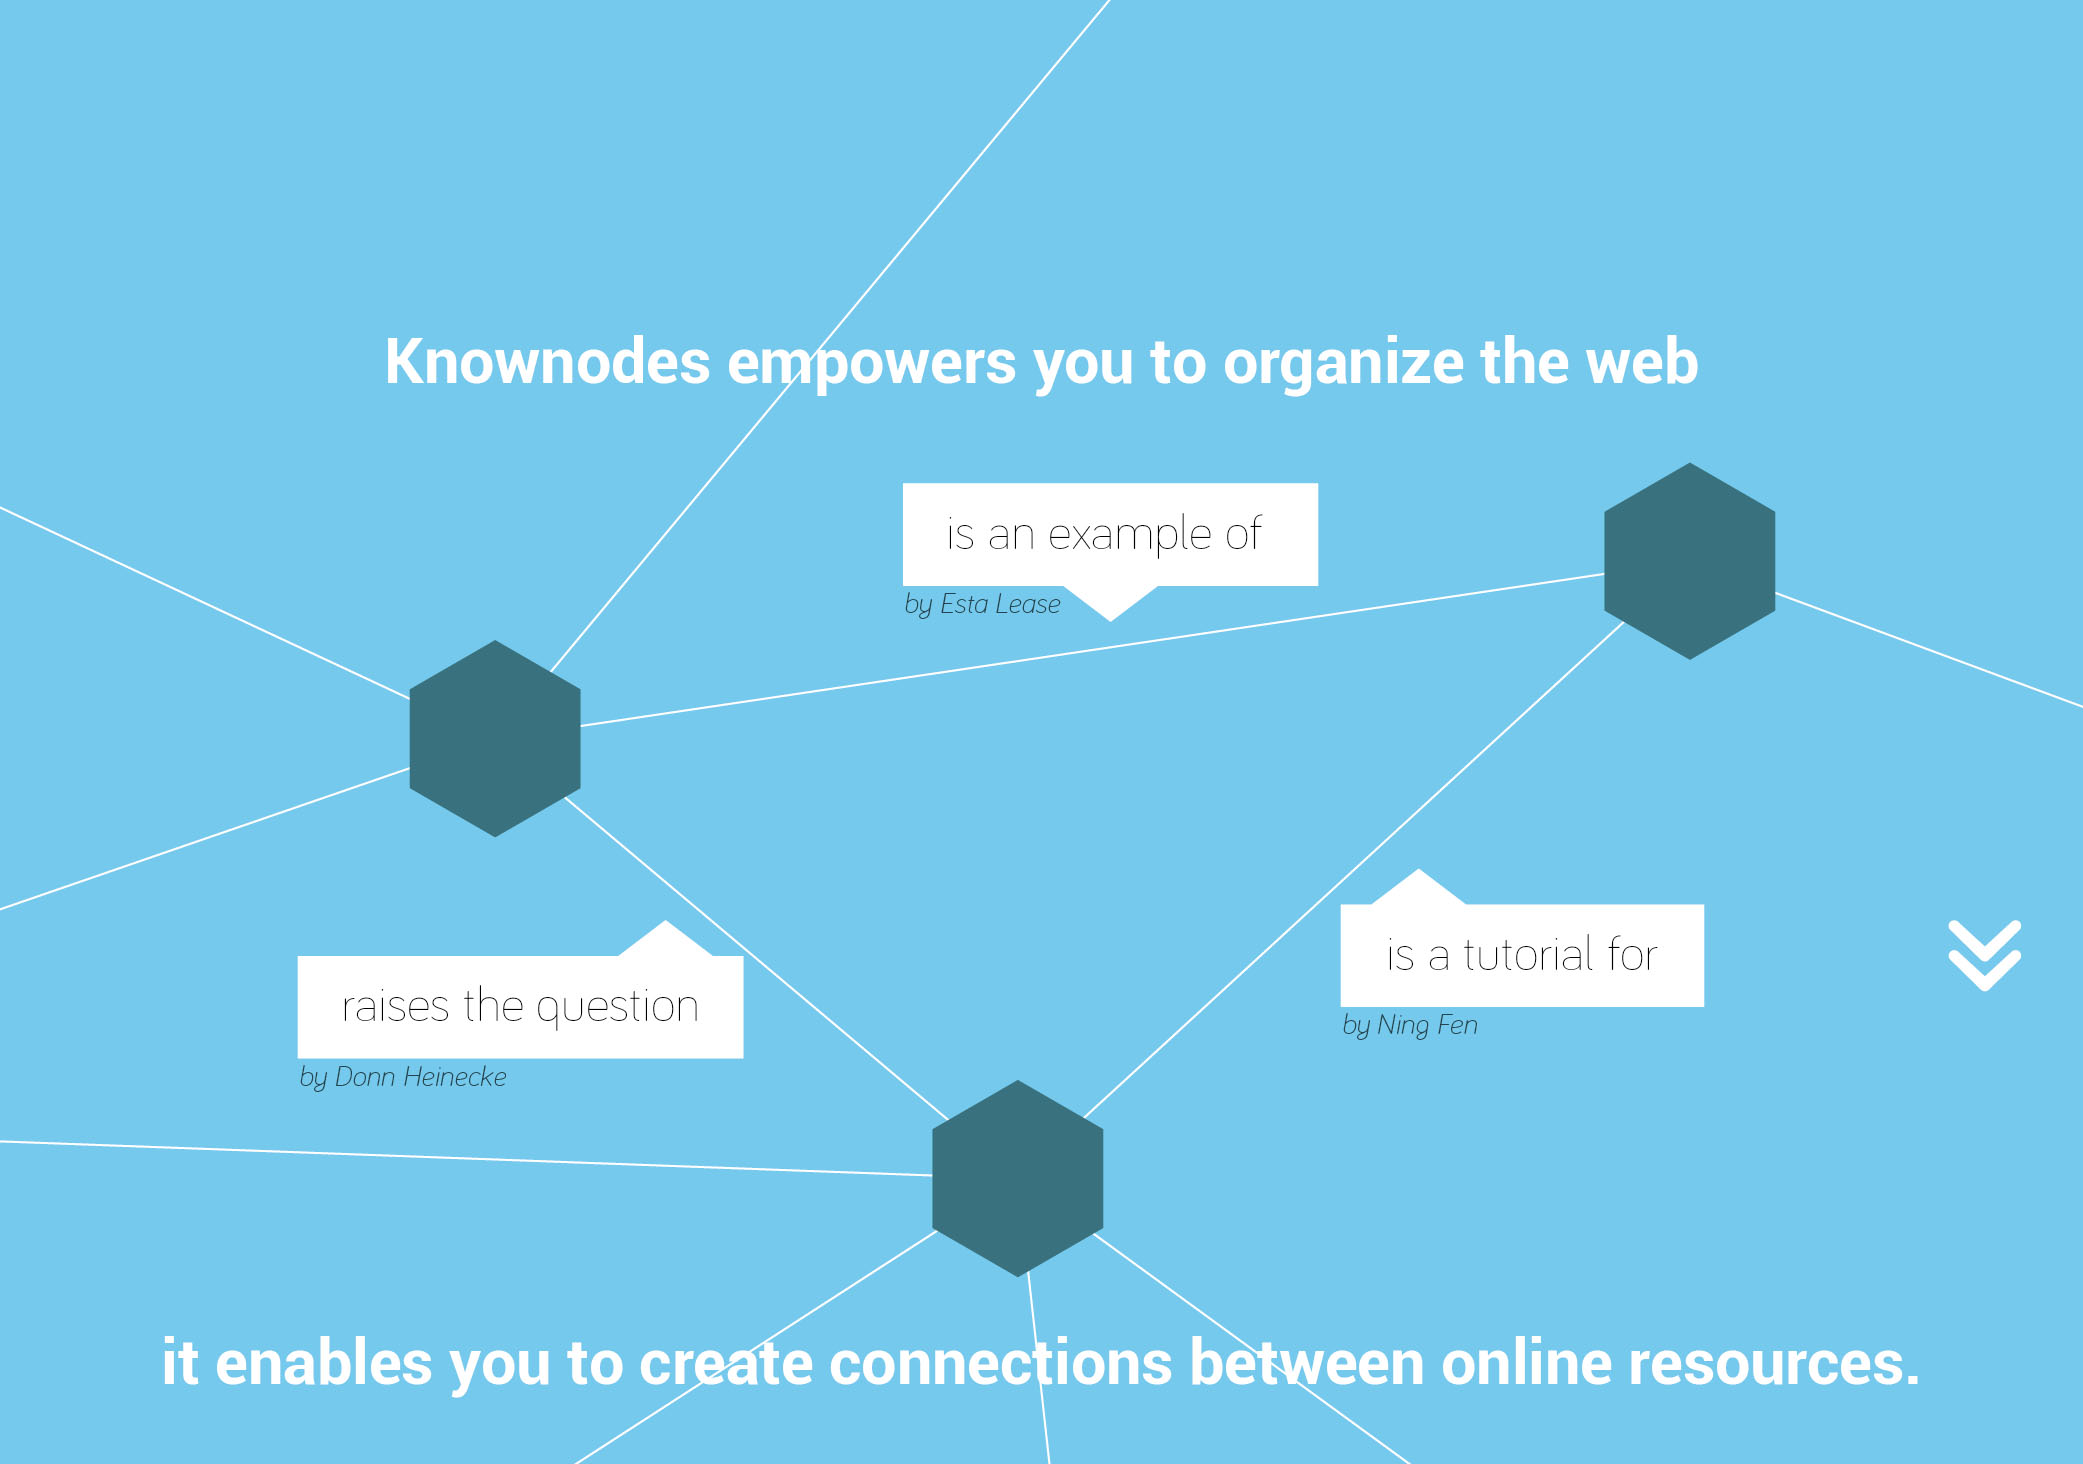 Knownodes empowers you to organize the web
is an example of
by Esta Lease
is a tutorial for
by Ning Fen
raises the question
by Donn Heinecke
it enables you to create connections between online resources.